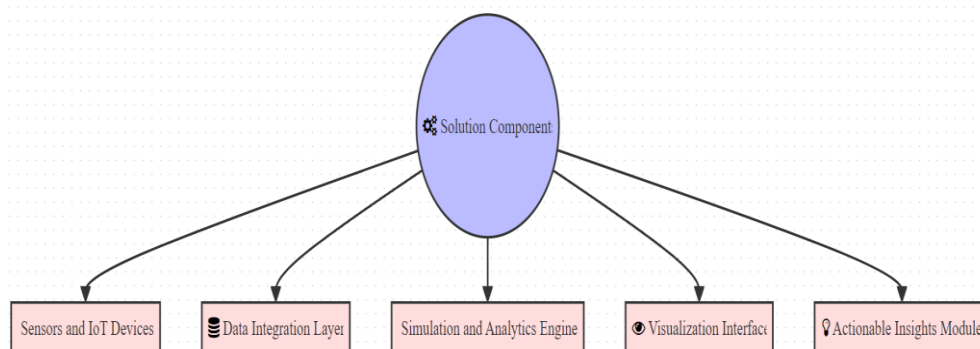 Solution Component
Sensors and IoT Devices
Data Integration Layer
Simulation and Analytics Engine
Visualization Interface
Actionable Insights Module